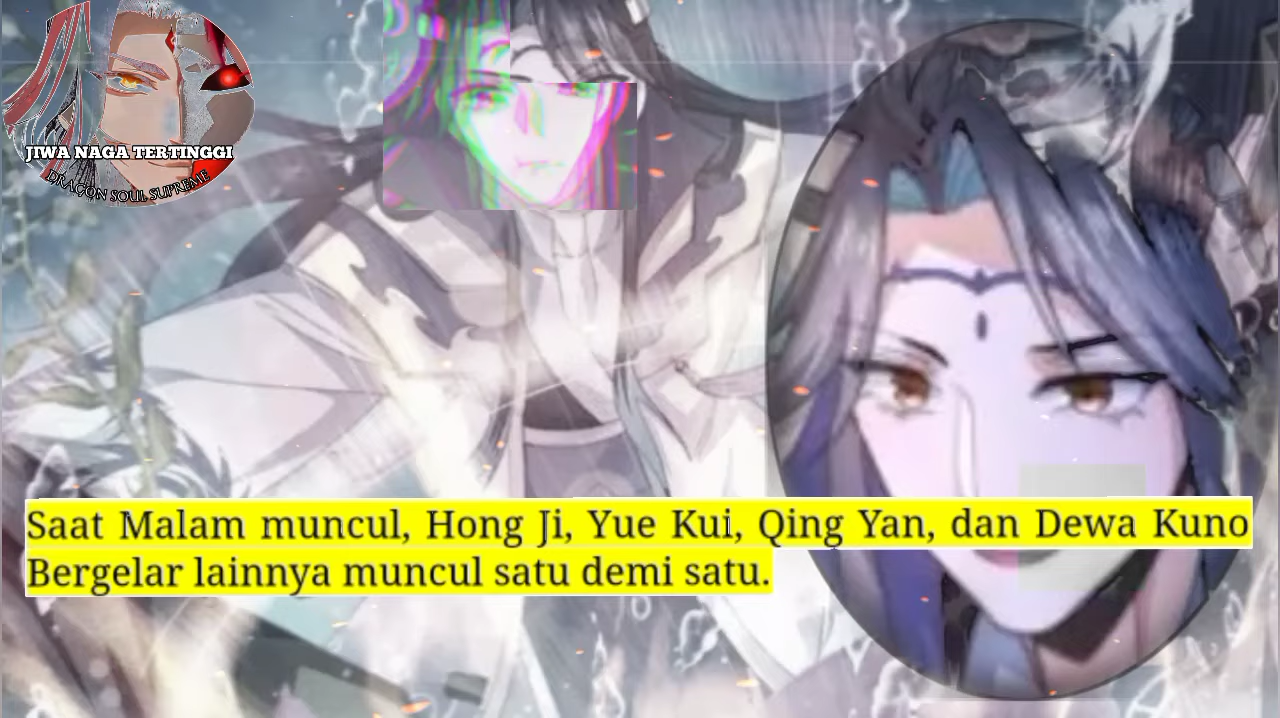 JIWA NAGA TERTINGGI
DRAGON SOUL SUPREME
Saat Malam muncul, Hong Ji, Yue Kui, Qing Yan, dan Dewa Kuno
Bergelar lainnya muncul satu demi satu.